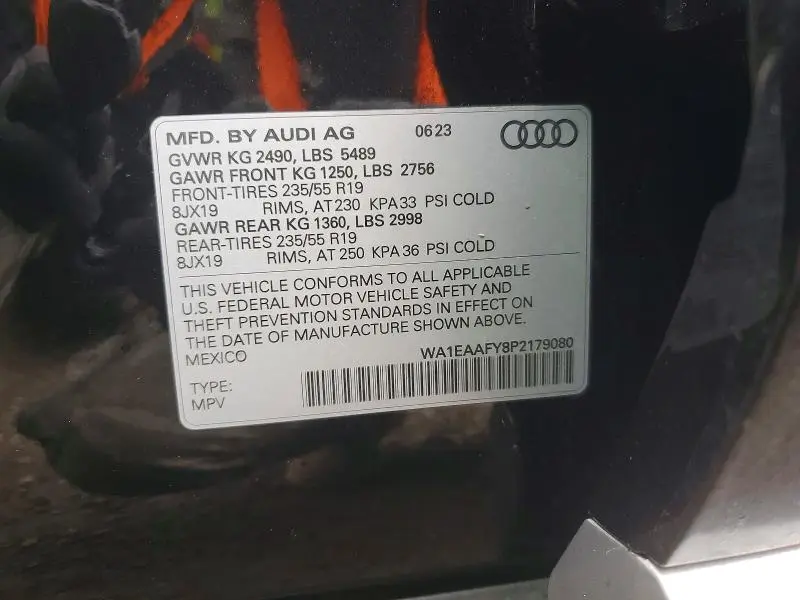 MFD. BY AUDI AG 0623
GVWR KG 2490, LBS 5489
GAWR FRONT KG 1250, LBS 2756
FRONT-TIRES 235/55 R19
8JX19 RIMS, AT 230 KPA 33 PSI COLD
GAWR REAR KG 1360, LBS 2998
REAR-TIRES 235/55 R19
8JX19 RIMS, AT 250 KPA 36 PSI COLD
THIS VEHICLE CONFORMS TO ALL APPLICABLE
U.S. FEDERAL MOTOR VEHICLE SAFETY AND
THEFT PREVENTION STANDARDS IN EFFECT ON
THE DATE OF MANUFACTURE SHOWN ABOVE.
MEXICO WA1EAAFY8P2179080
TYPE:
MPV